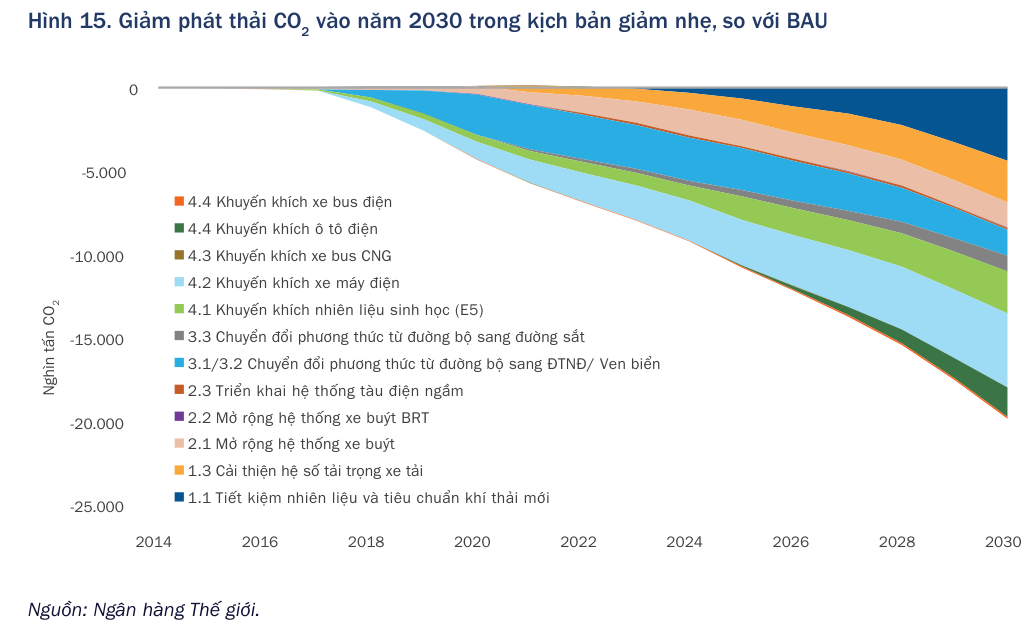 Hình 15. Giảm phát thải CO₂ vào năm 2030 trong kịch bản giảm nhẹ, so với BAU
0
-5.000
-10.000
-15.000
-20.000
-25.000
Nghìn tấn CO₂
4.4 Khuyến khích xe bus điện
4.4 Khuyến khích ô tô điện
4.3 Khuyến khích xe bus CNG
4.2 Khuyến khích xe máy điện
4.1 Khuyến khích nhiên liệu sinh học (E5)
3.3 Chuyển đổi phương thức từ đường bộ sang đường sắt
3.1/3.2 Chuyển đổi phương thức từ đường bộ sang ĐTNĐ/ Ven biển
2.3 Triển khai hệ thống tàu điện ngầm
2.2 Mở rộng hệ thống xe buýt BRT
2.1 Mở rộng hệ thống xe buýt
1.3 Cải thiện hệ số tải trọng xe tải
1.1 Tiết kiệm nhiên liệu và tiêu chuẩn khí thải mới
2014 2016 2018 2020 2022 2024 2026 2028 2030
Nguồn: Ngân hàng Thế giới.